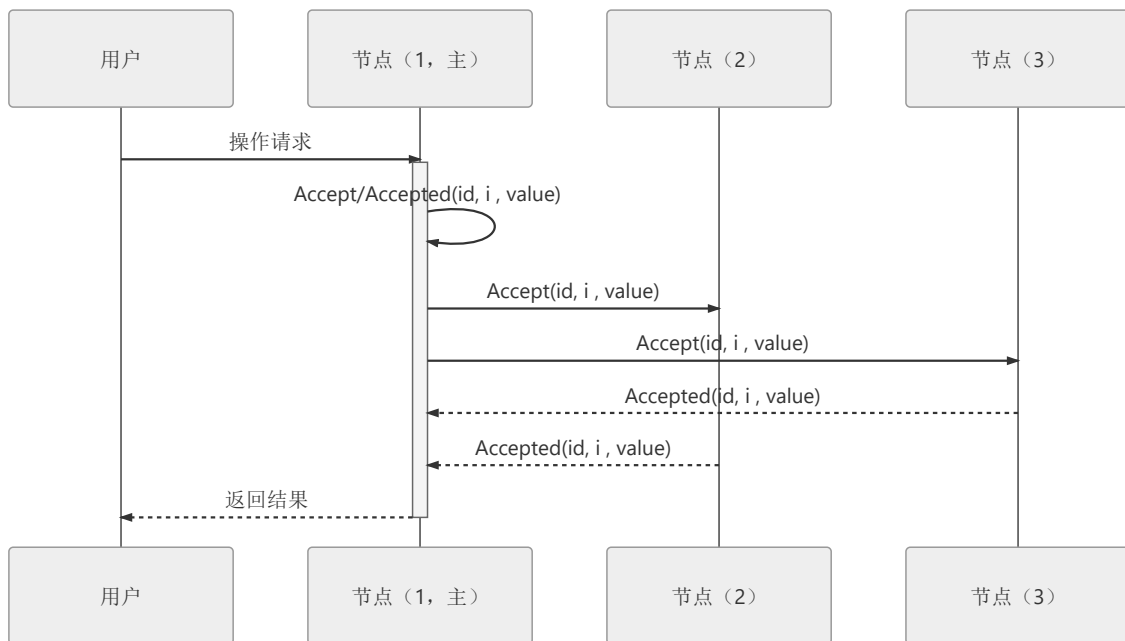 用户
节点（1，主）
节点（2）
节点（3）
操作请求
Accept/Accepted(id, i , value)
Accept(id, i , value)
Accept(id, i , value)
Accepted(id, i , value)
Accepted(id, i , value)
返回结果
用户
节点（1，主）
节点（2）
节点（3）